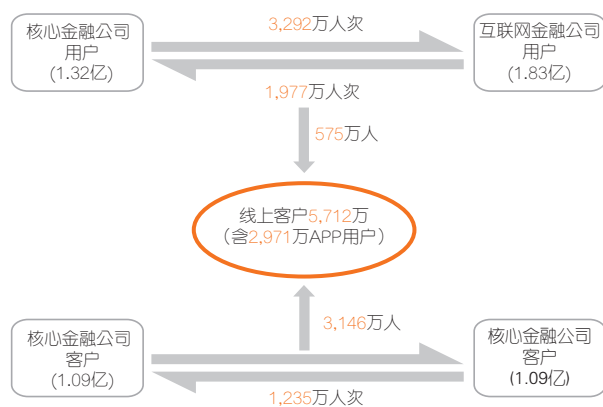 核心金融公司
用户
(1.32亿)
3,292万人次
互联网金融公司
用户
(1.83亿)
1,977万人次
575万人
线上客户5,712万
（含2,971万APP用户）
3,146万人
核心金融公司
客户
(1.09亿)
核心金融公司
客户
(1.09亿)
1,235万人次